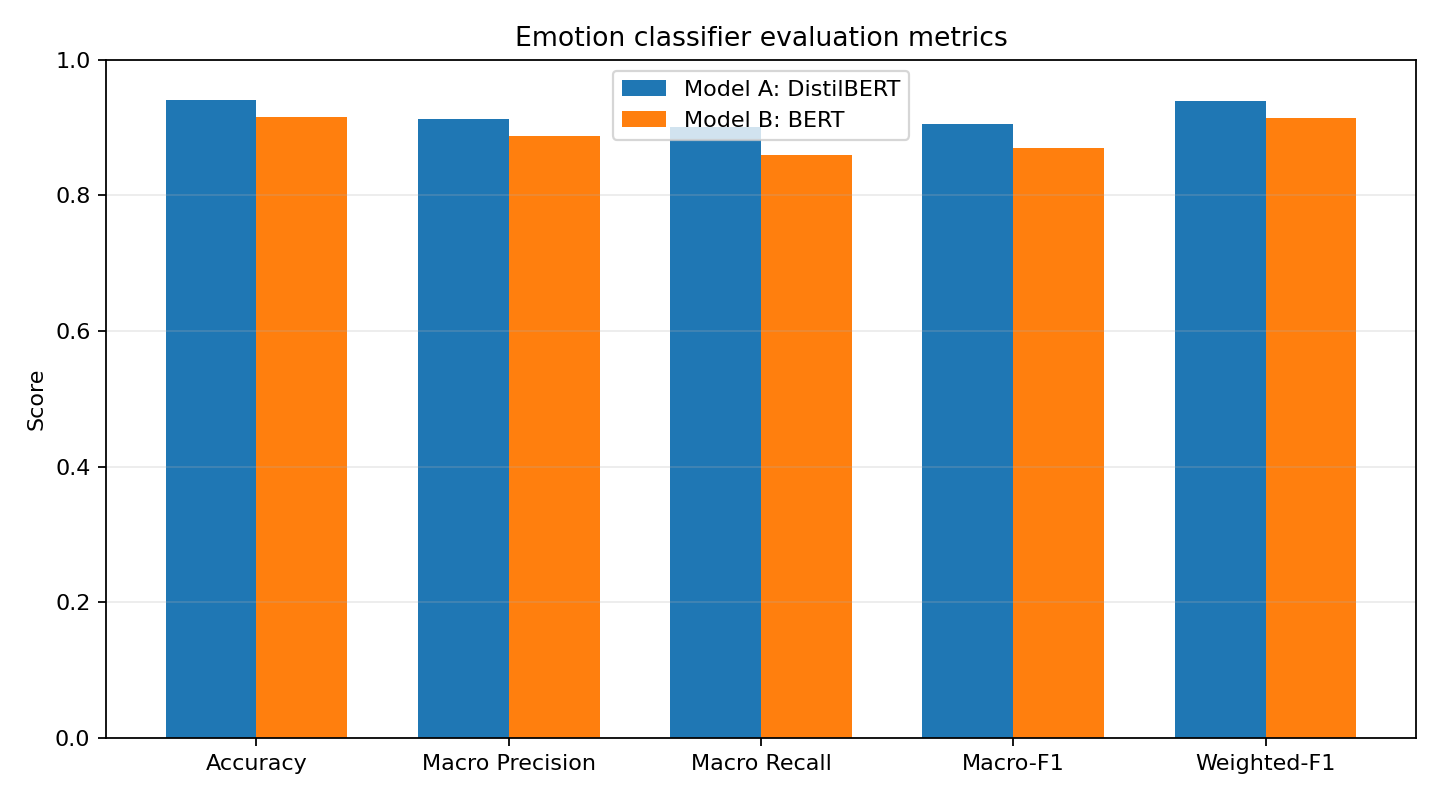 Emotion classifier evaluation metrics
Model A: DistilBERT
Model B: BERT
Score
1.0
0.8
0.6
0.4
0.2
0.0
Accuracy
Macro Precision
Macro Recall
Macro-F1
Weighted-F1